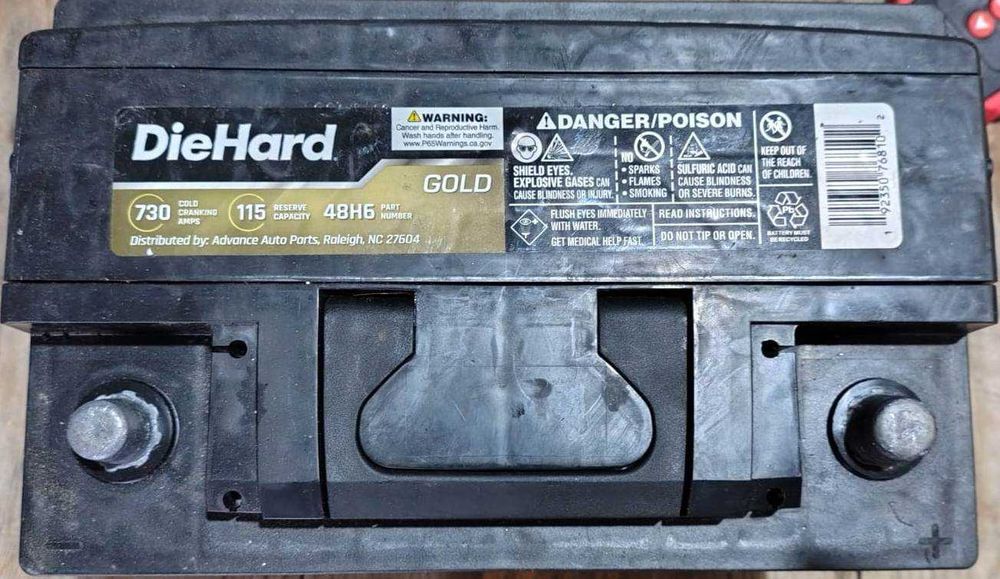 DieHard
GOLD
730 COLD CRANKING AMPS
115 RESERVE CAPACITY
48H6 PART NUMBER
Distributed by: Advance Auto Parts, Raleigh, NC 27604
⚠WARNING:
Cancer and Reproductive Harm.
Wash hands after handling.
www.P65Warnings.ca.gov
⚠DANGER/POISON
SHIELD EYES.
EXPLOSIVE GASES CAN
CAUSE BLINDNESS OR INJURY.
NO
• SPARKS
• FLAMES
• SMOKING
SULFURIC ACID CAN
CAUSE BLINDNESS
OR SEVERE BURNS.
FLUSH EYES IMMEDIATELY
WITH WATER.
GET MEDICAL HELP FAST.
READ INSTRUCTIONS.
DO NOT TIP OR OPEN.
KEEP OUT OF
THE REACH
OF CHILDREN.
Pb
BATTERY MUST
BE RECYCLED
1 92350 76810 2
− +